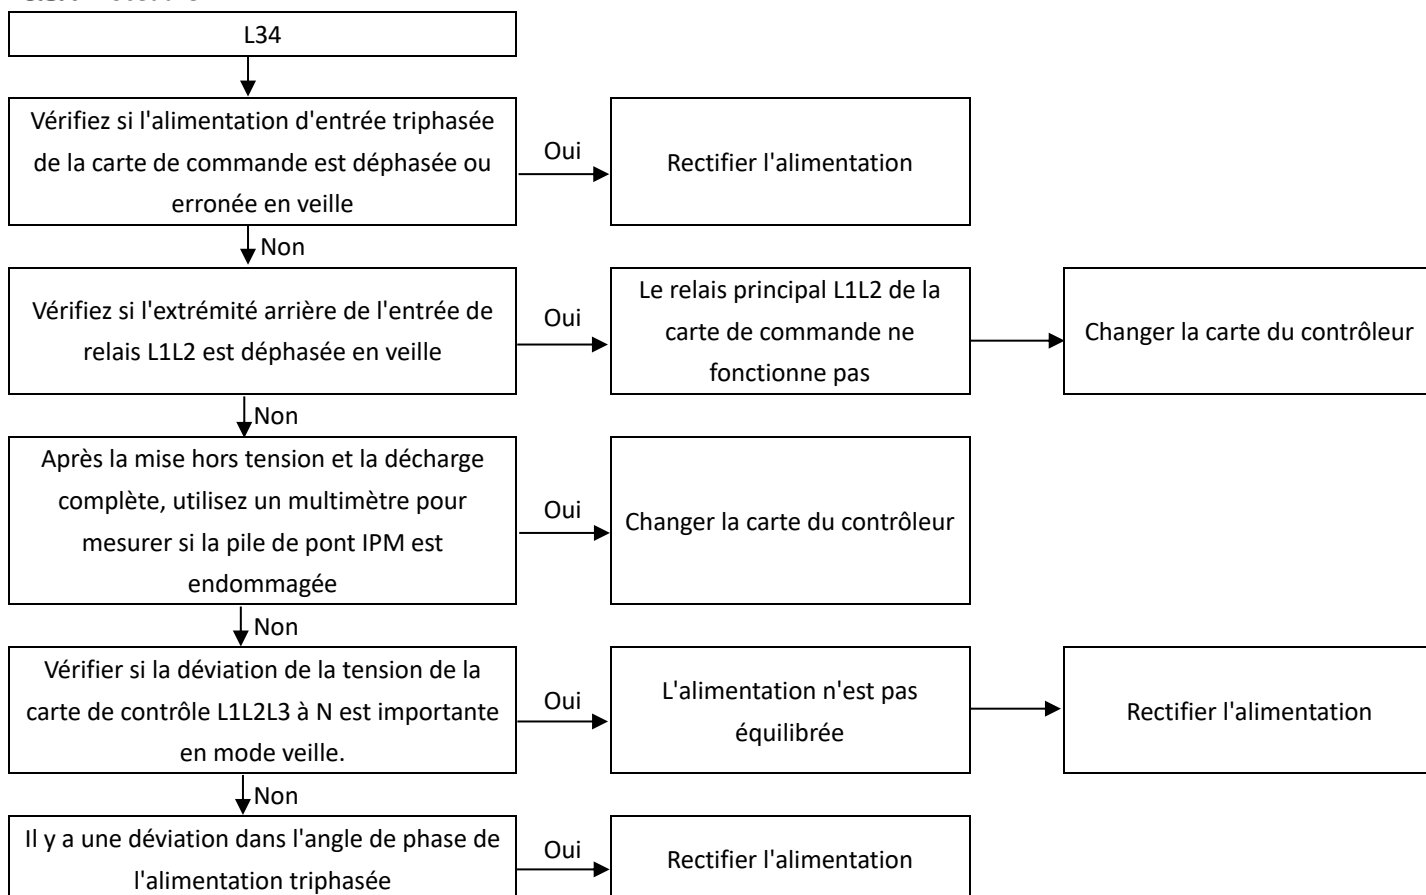 L34
Vérifiez si l'alimentation d'entrée triphasée
de la carte de commande est déphasée ou
erronée en veille
Oui
Rectifier l'alimentation
Non
Vérifiez si l'extrémité arrière de l'entrée de
relais L1L2 est déphasée en veille
Oui
Le relais principal L1L2 de la
carte de commande ne
fonctionne pas
Changer la carte du contrôleur
Non
Après la mise hors tension et la décharge
complète, utilisez un multimètre pour
mesurer si la pile de pont IPM est
endommagée
Oui
Changer la carte du contrôleur
Non
Vérifier si la déviation de la tension de la
carte de contrôle L1L2L3 à N est importante
en mode veille.
Oui
L'alimentation n'est pas
équilibrée
Rectifier l'alimentation
Non
Il y a une déviation dans l'angle de phase de
l'alimentation triphasée
Oui
Rectifier l'alimentation